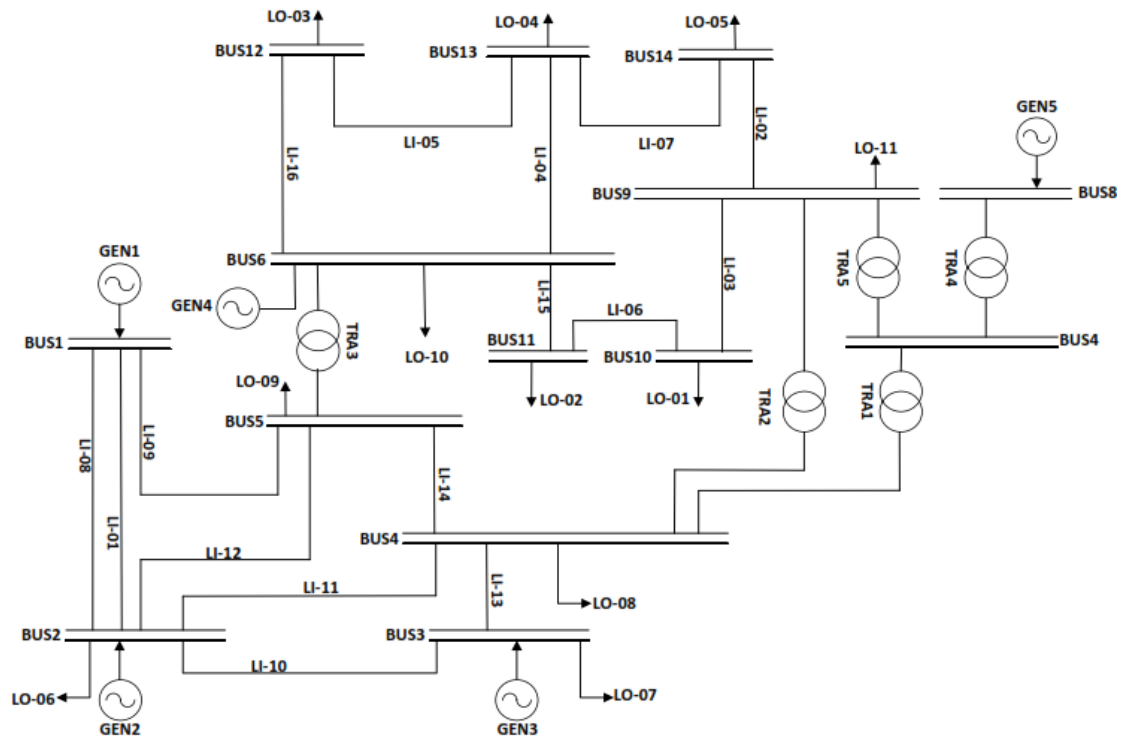 LO-03
LO-04
LO-05
BUS12
BUS13
BUS14
GEN5
LI-05
LI-07
LI-02
LO-11
LI-16
LI-04
BUS9
BUS8
GEN1
BUS6
TRA5
TRA4
GEN4
LI-15
LI-03
LI-06
BUS1
TRA3
LO-10
BUS11
BUS10
BUS4
LO-09
LO-02
LO-01
TRA2
TRA1
BUS5
LI-08
LI-09
LI-14
LI-01
BUS4
LI-12
LI-11
LI-13
LO-08
BUS2
BUS3
LI-10
LO-06
LO-07
GEN2
GEN3